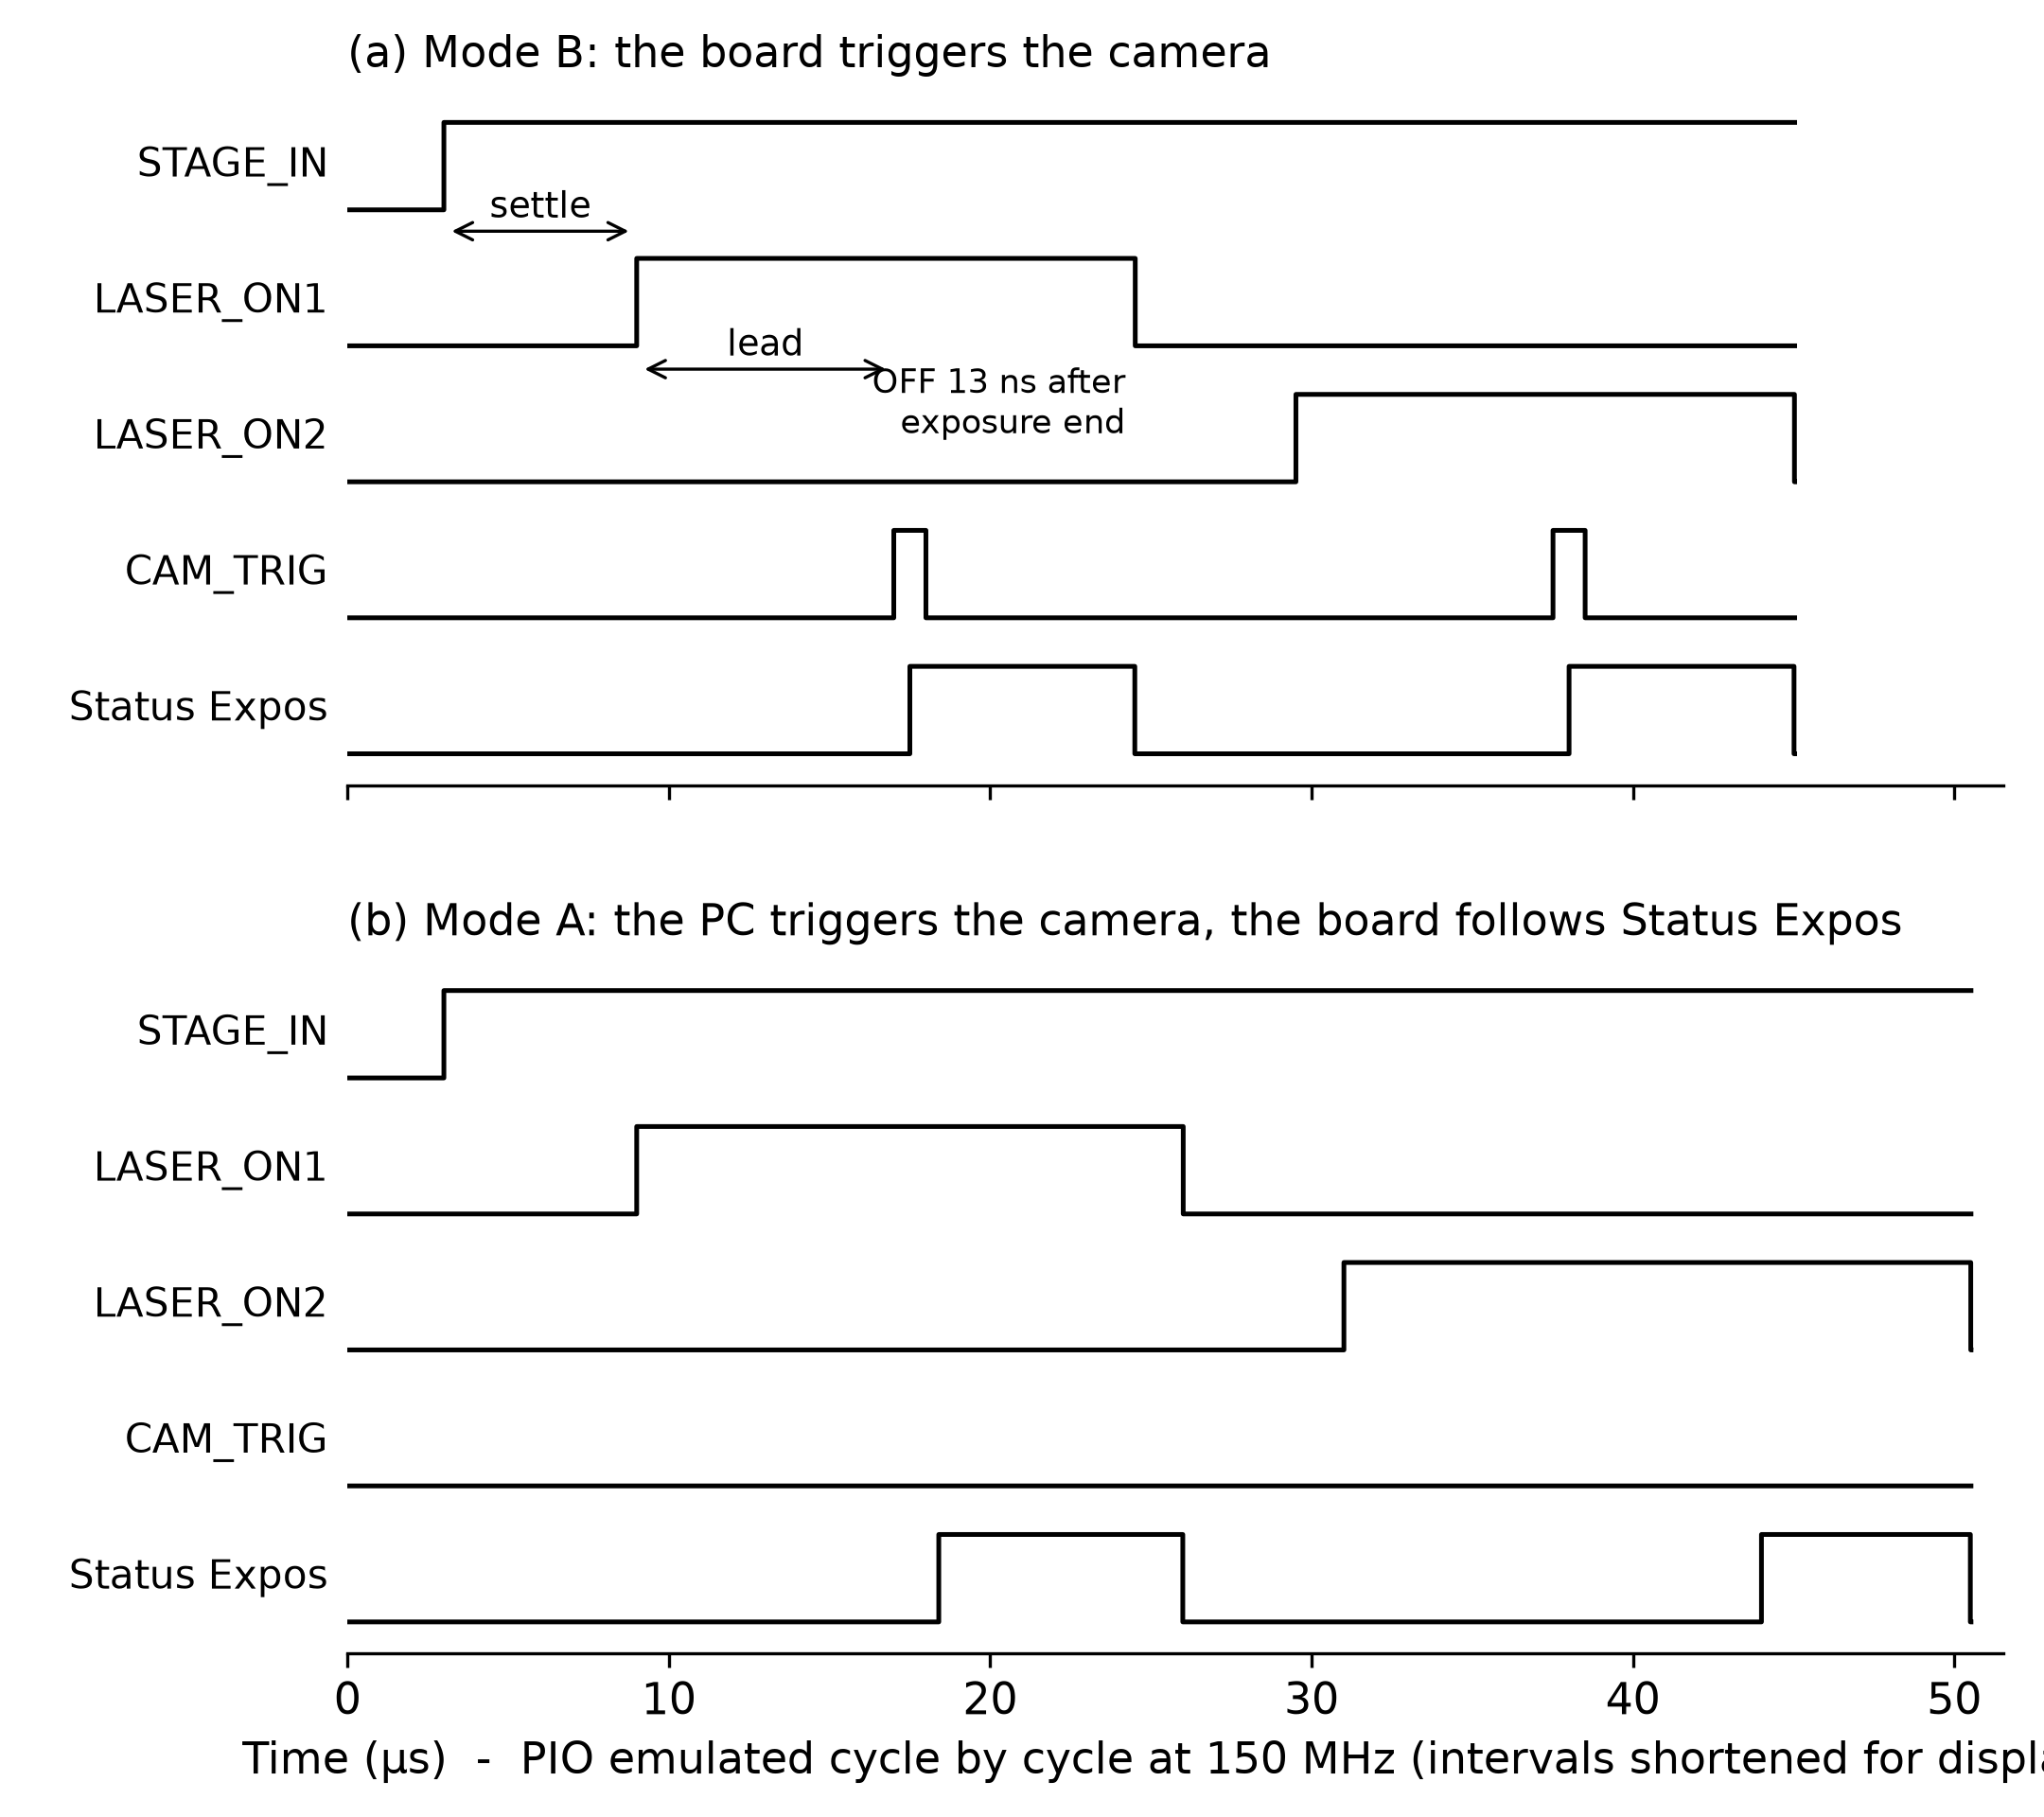 (a) Mode B: the board triggers the camera
STAGE_IN
settle
LASER_ON1
lead
OFF 13 ns after
exposure end
LASER_ON2
CAM_TRIG
Status Expos
(b) Mode A: the PC triggers the camera, the board follows Status Expos
STAGE_IN
LASER_ON1
LASER_ON2
CAM_TRIG
Status Expos
0 10 20 30 40 50
Time (µs) - PIO emulated cycle by cycle at 150 MHz (intervals shortened for